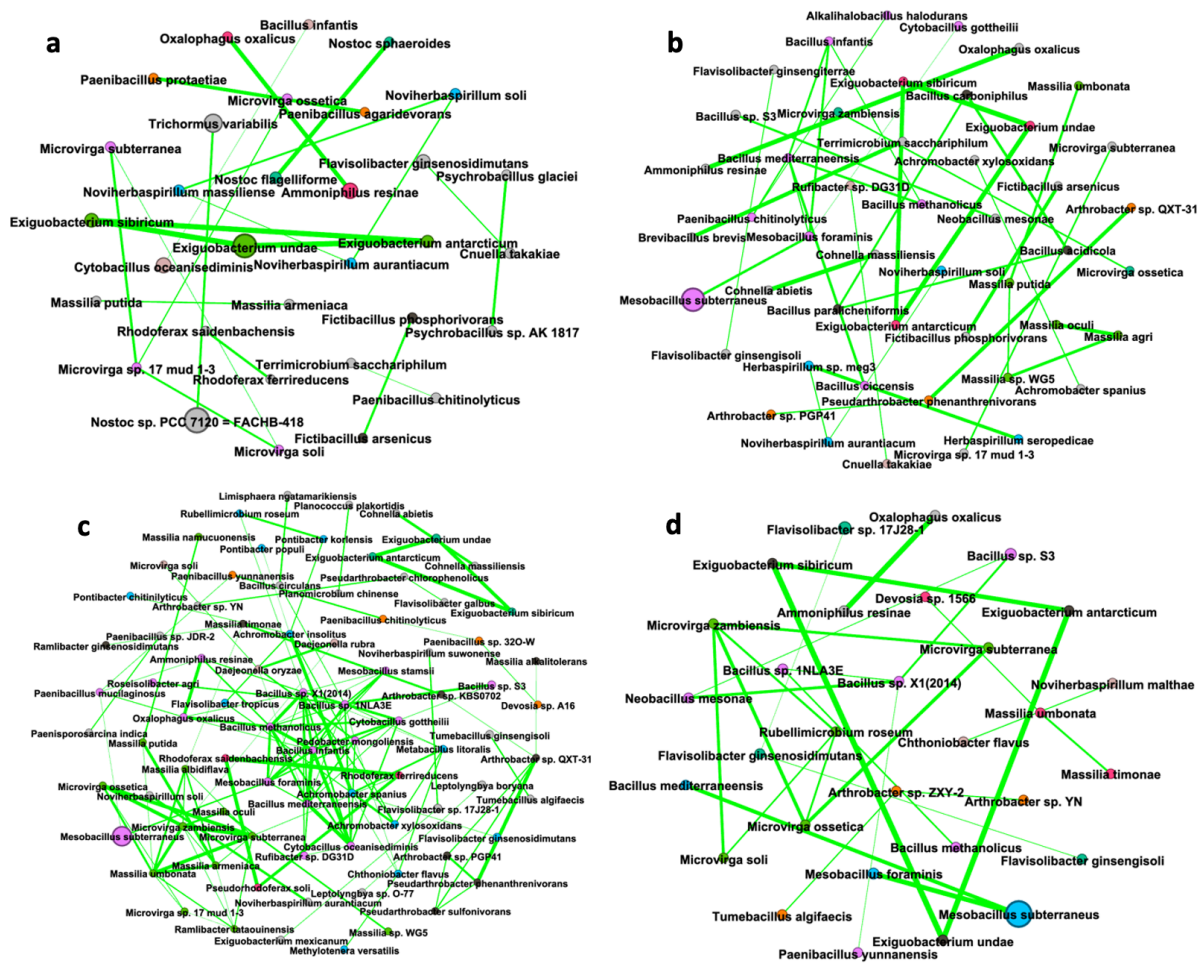 a
Bacillus infantis
Oxalophagus oxalicus
Nostoc sphaeroides
Paenibacillus protaetiae
Noviherbaspirillum soli
Microvirga ossetica
Paenibacillus agaridevorans
Trichormus variabilis
Microvirga subterranea
Flavisolibacter ginsenosidimutans
Psychrobacillus glaciei
Nostoc flagelliforme
Noviherbaspirillum massiliense
Ammoniphilus resinae
Exiguobacterium sibiricum
Exiguobacterium antarcticum
Exiguobacterium undae
Cnuella takakiae
Cytobacillus oceanisediminis
Noviherbaspirillum aurantiacum
Massilia putida
Massilia armeniaca
Fictibacillus phosphorivorans
Rhodoferax saidenbachensis
Psychrobacillus sp. AK 1817
Microvirga sp. 17 mud 1-3
Terrimicrobium sacchariphilum
Rhodoferax ferrireducens
Paenibacillus chitinolyticus
Nostoc sp. PCC 7120 = FACHB-418
Fictibacillus arsenicus
Microvirga soli
b
Alkalihalobacillus halodurans
Cytobacillus gottheilii
Bacillus infantis
Oxalophagus oxalicus
Flavisolibacter ginsengiterrae
Exiguobacterium sibiricum
Massilia umbonata
Bacillus carboniphilus
Bacillus sp. S3
Microvirga zambiensis
Exiguobacterium undae
Terrimicrobium sacchariphilum
Microvirga subterranea
Bacillus mediterraneensis
Achromobacter xylosoxidans
Ammoniphilus resinae
Rufibacter sp. DG31D
Fictibacillus arsenicus
Bacillus methanolicus
Arthrobacter sp. QXT-31
Paenibacillus chitinolyticus
Neobacillus mesonae
Brevibacillus brevis
Mesobacillus foraminis
Cohnella massiliensis
Bacillus acidicola
Noviherbaspirillum soli
Microvirga ossetica
Cohnella abietis
Massilia putida
Mesobacillus subterraneus
Bacillus paralicheniformis
Exiguobacterium antarcticum
Massilia oculi
Fictibacillus phosphorivorans
Massilia agri
Flavisolibacter ginsengisoli
Herbaspirillum sp. meg3
Massilia sp. WG5
Bacillus ciccensis
Achromobacter spanius
Pseudarthrobacter phenanthrenivorans
Arthrobacter sp. PGP41
Noviherbaspirillum aurantiacum
Herbaspirillum seropedicae
Microvirga sp. 17 mud 1-3
Cnuella takakiae
c
Limisphaera ngatamarikiensis
Planococcus plakortidis
Rubellimicrobium roseum
Cohnella abietis
Massilia namucuonensis
Pontibacter korlensis
Exiguobacterium undae
Pontibacter populi
Exiguobacterium antarcticum
Microvirga soli
Cohnella massiliensis
Paenibacillus yunnanensis
Pseudarthrobacter chlorophenolicus
Bacillus circulans
Planomicrobium chinense
Pontibacter chitinilyticus
Flavisolibacter galbus
Arthrobacter sp. YN
Exiguobacterium sibiricum
Massilia timonae
Paenibacillus chitinolyticus
Achromobacter insolitus
Paenibacillus sp. JDR-2
Paenibacillus sp. 32O-W
Ramlibacter ginsenosidimutans
Daejeonella rubra
Noviherbaspirillum suwonense
Ammoniphilus resinae
Massilia alkalitolerans
Daejeonella oryzae
Mesobacillus stamsii
Roseisolibacter agri
Bacillus sp. S3
Paenibacillus mucilaginosus
Bacillus sp. X1(2014)
Arthrobacter sp. KBS0702
Flavisolibacter tropicus
Bacillus sp. 1NLA3E
Devosia sp. A16
Oxalophagus oxalicus
Cytobacillus gottheilii
Bacillus methanolicus
Paenisporosarcina indica
Tumebacillus ginsengisoli
Pedobacter mongoliensis
Massilia putida
Bacillus infantis
Metabacillus litoralis
Rhodoferax saidenbachensis
Arthrobacter sp. QXT-31
Massilia albidiflava
Rhodoferax ferrireducens
Microvirga ossetica
Mesobacillus foraminis
Leptolyngbya boryana
Noviherbaspirillum soli
Achromobacter spanius
Tumebacillus algifaecis
Bacillus mediterraneensis
Massilia oculi
Flavisolibacter sp. 17J28-1
Microvirga zambiensis
Achromobacter xylosoxidans
Mesobacillus subterraneus
Microvirga subterranea
Flavisolibacter ginsenosidimutans
Cytobacillus oceanisediminis
Rufibacter sp. DG31D
Arthrobacter sp. PGP41
Massilia armeniaca
Massilia umbonata
Chthoniobacter flavus
Pseudorhodoferax soli
Pseudarthrobacter phenanthrenivorans
Leptolyngbya sp. O-77
Noviherbaspirillum aurantiacum
Microvirga sp. 17 mud 1-3
Pseudarthrobacter sulfonivorans
Ramlibacter tataouinensis
Massilia sp. WG5
Exiguobacterium mexicanum
Methylotenera versatilis
d
Oxalophagus oxalicus
Flavisolibacter sp. 17J28-1
Bacillus sp. S3
Exiguobacterium sibiricum
Devosia sp. 1566
Ammoniphilus resinae
Exiguobacterium antarcticum
Microvirga zambiensis
Microvirga subterranea
Bacillus sp. 1NLA3E
Bacillus sp. X1(2014)
Noviherbaspirillum malthae
Neobacillus mesonae
Massilia umbonata
Rubellimicrobium roseum
Chthoniobacter flavus
Flavisolibacter ginsenosidimutans
Massilia timonae
Bacillus mediterraneensis
Arthrobacter sp. ZXY-2
Arthrobacter sp. YN
Microvirga ossetica
Bacillus methanolicus
Microvirga soli
Flavisolibacter ginsengisoli
Mesobacillus foraminis
Tumebacillus algifaecis
Mesobacillus subterraneus
Exiguobacterium undae
Paenibacillus yunnanensis